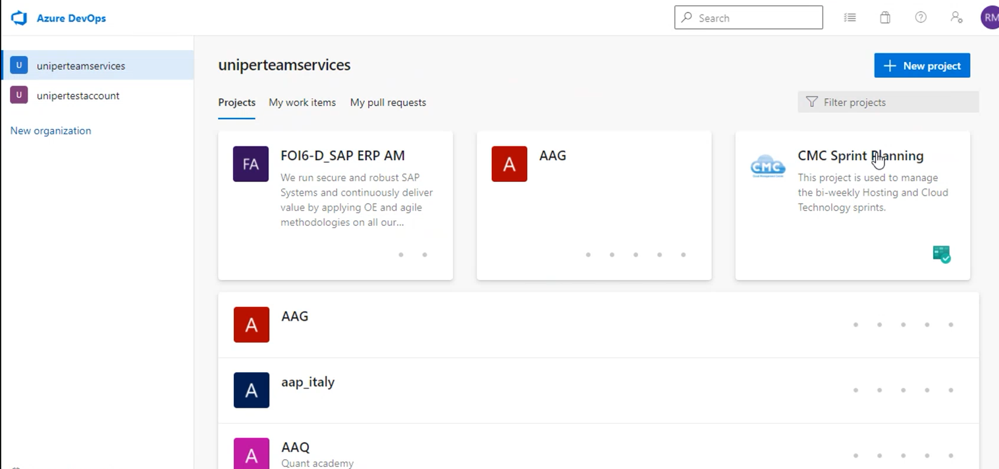 Azure DevOps
Search
RM
U
uniperteamservices
U
unipertestaccount
New organization
uniperteamservices
New project
Projects
My work items
My pull requests
Filter projects
FA
FOI6-D_SAP ERP AM
We run secure and robust SAP
Systems and continuously deliver
value by applying OE and agile
methodologies on all our...
A
AAG
CMC
CMC Sprint Planning
This project is used to manage
the bi-weekly Hosting and Cloud
Technology sprints.
A
AAG
A
aap_italy
A
AAQ
Quant academy